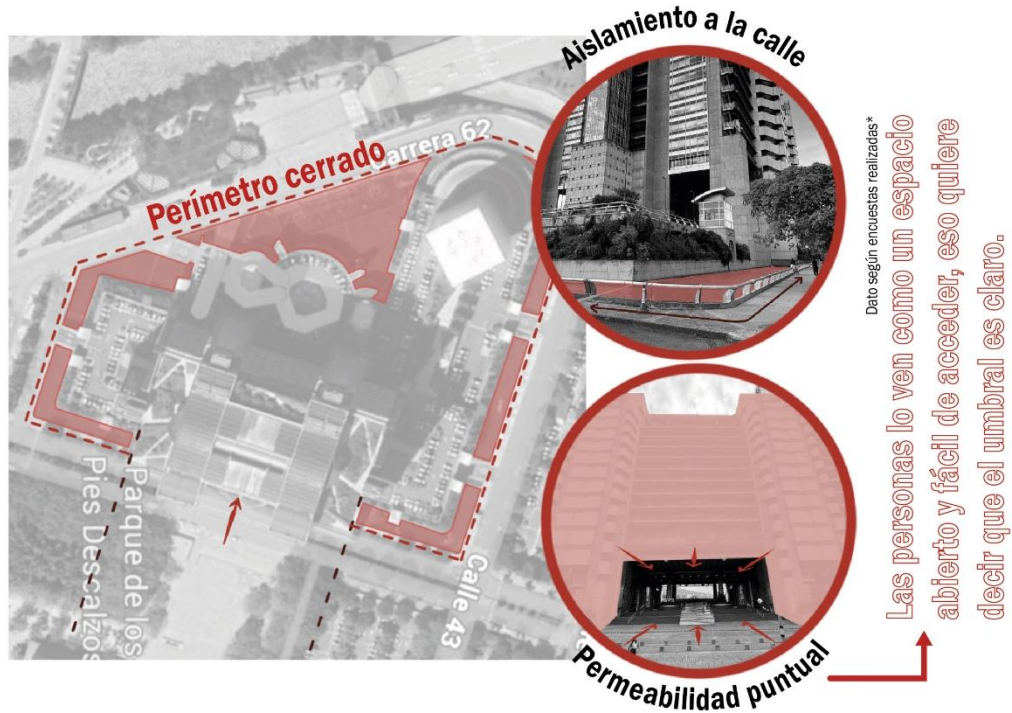 Aislamiento a la calle
Carrera 62
Perímetro cerrado
Parque de los
Pies Descalzos
Calle 43
Permeabilidad puntual
Dato según encuestas realizadas*
Las personas lo ven como un espacio
abierto y fácil de acceder, eso quiere
decir que el umbral es claro.